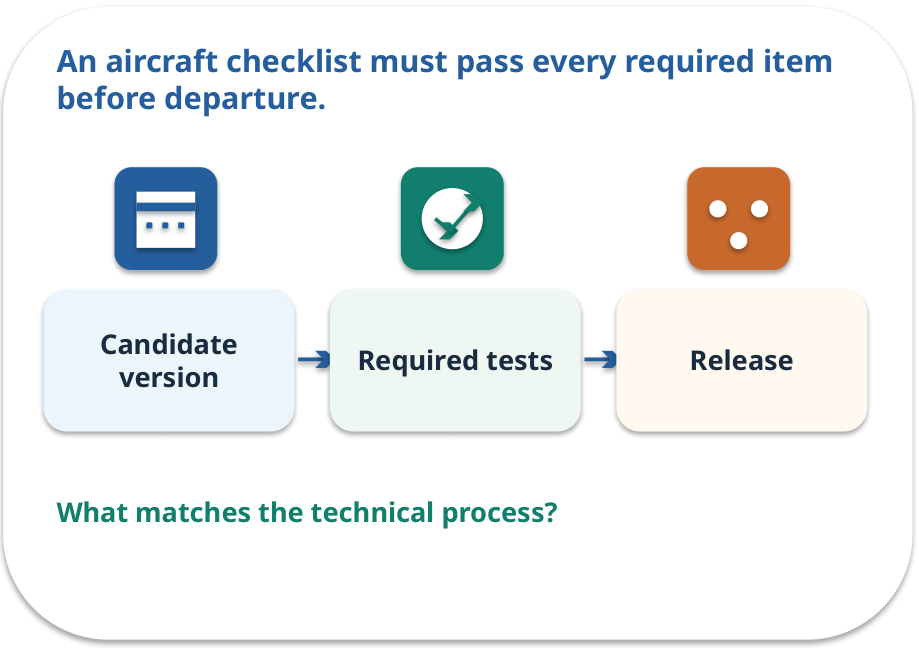 An aircraft checklist must pass every required item
before departure.
Candidate
version
Required tests
Release
What matches the technical process?